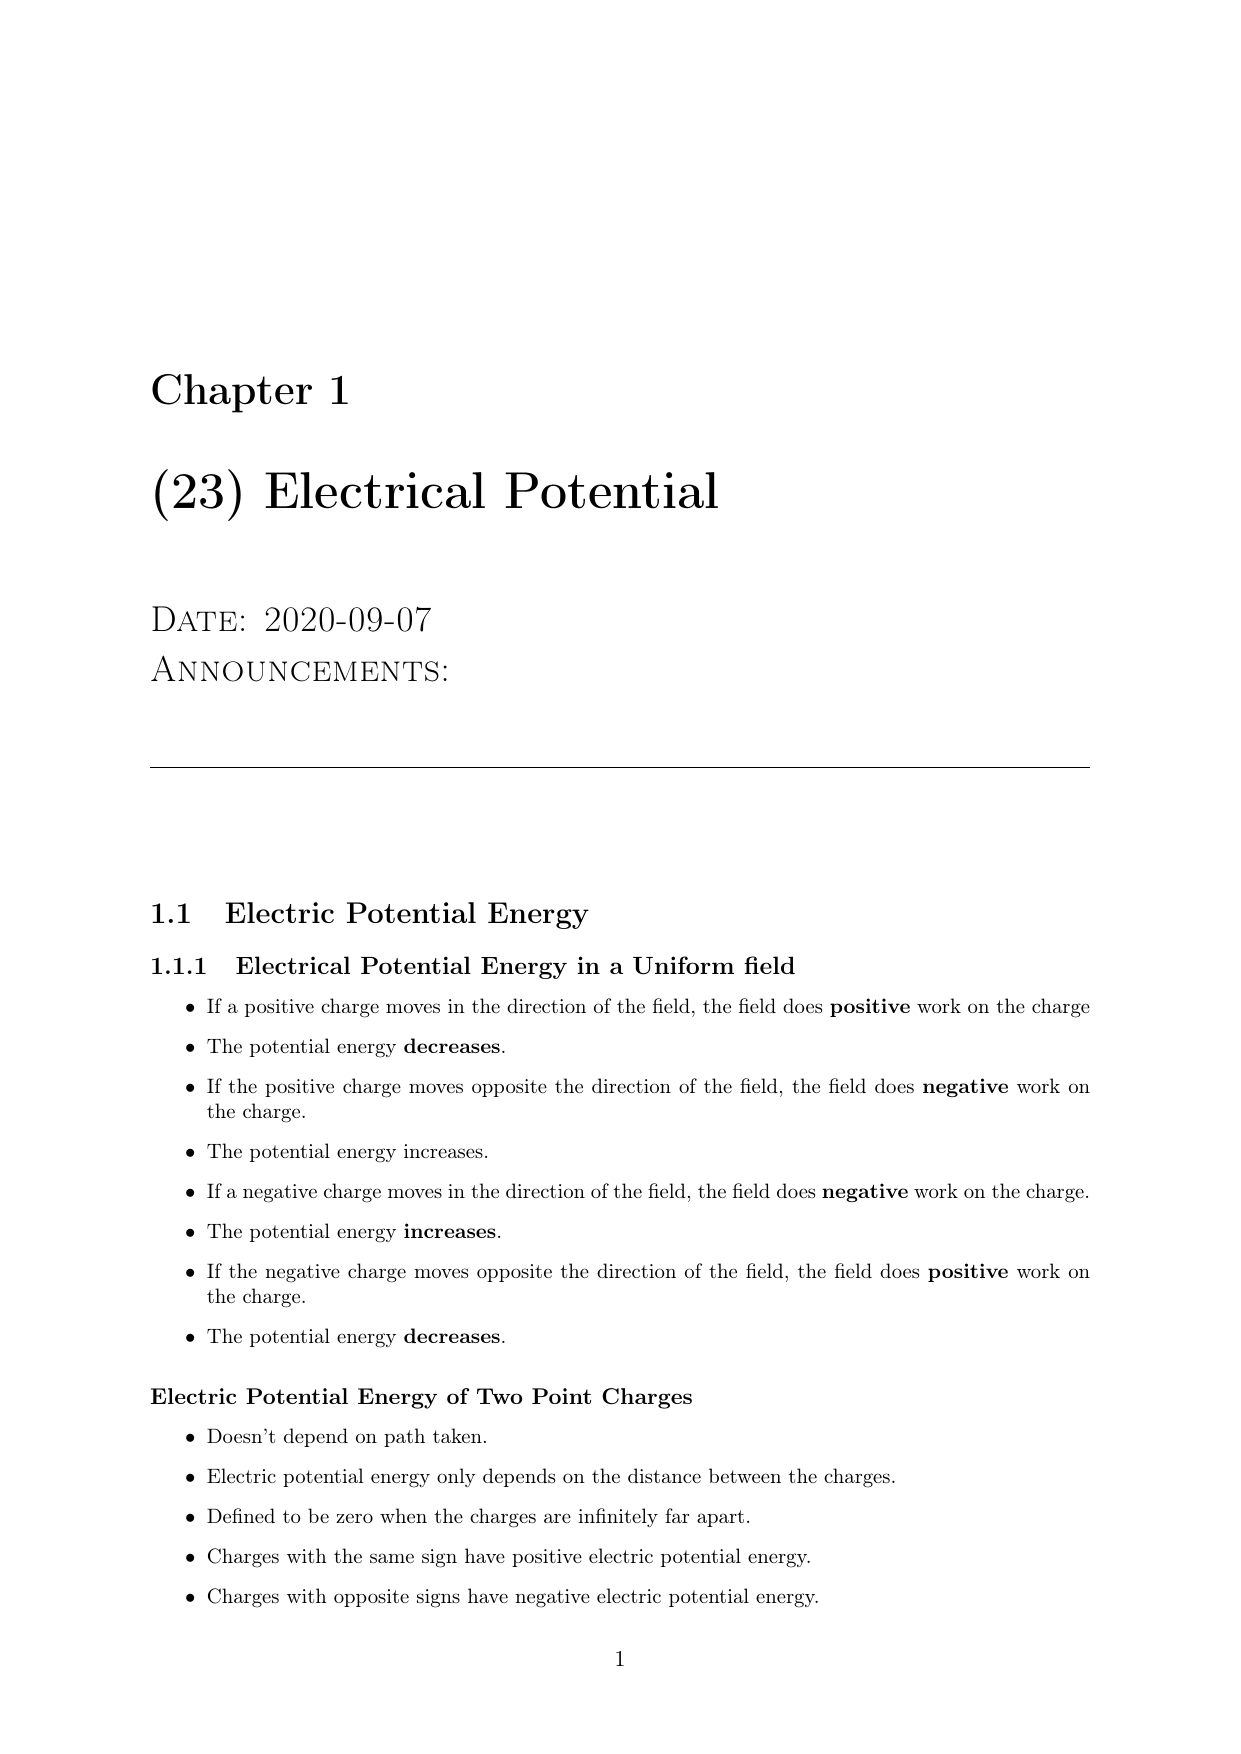 Chapter 1
(23) Electrical Potential
DATE: 2020-09-07
ANNOUNCEMENTS:
1.1 Electric Potential Energy
1.1.1 Electrical Potential Energy in a Uniform field
• If a positive charge moves in the direction of the field, the field does positive work on the charge
• The potential energy decreases.
• If the positive charge moves opposite the direction of the field, the field does negative work on
the charge.
• The potential energy increases.
• If a negative charge moves in the direction of the field, the field does negative work on the charge.
• The potential energy increases.
• If the negative charge moves opposite the direction of the field, the field does positive work on
the charge.
• The potential energy decreases.
Electric Potential Energy of Two Point Charges
• Doesn't depend on path taken.
• Electric potential energy only depends on the distance between the charges.
• Defined to be zero when the charges are infinitely far apart.
• Charges with the same sign have positive electric potential energy.
• Charges with opposite signs have negative electric potential energy.
1